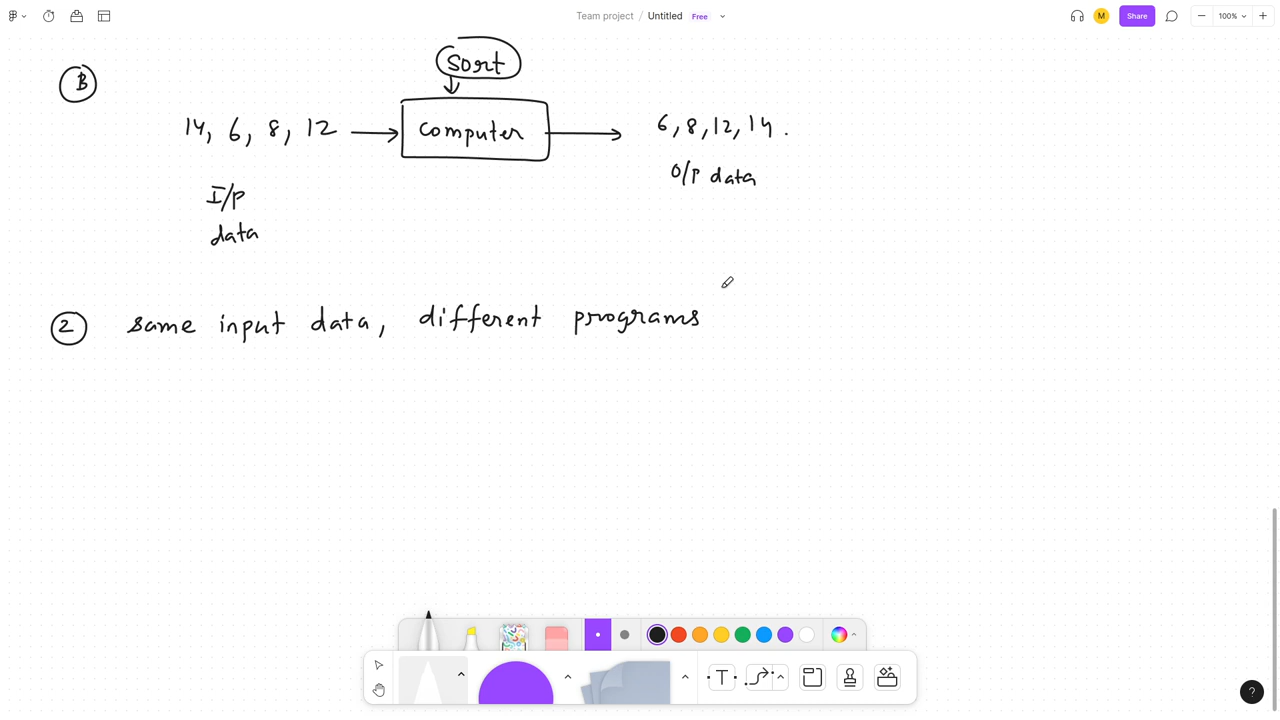 Team project / Untitled Free
M
Share
100%
B
sort
14, 6, 8, 12
computer
6, 8, 12, 14.
I/P
data
O/P data
2 same input data, different programs
T
?